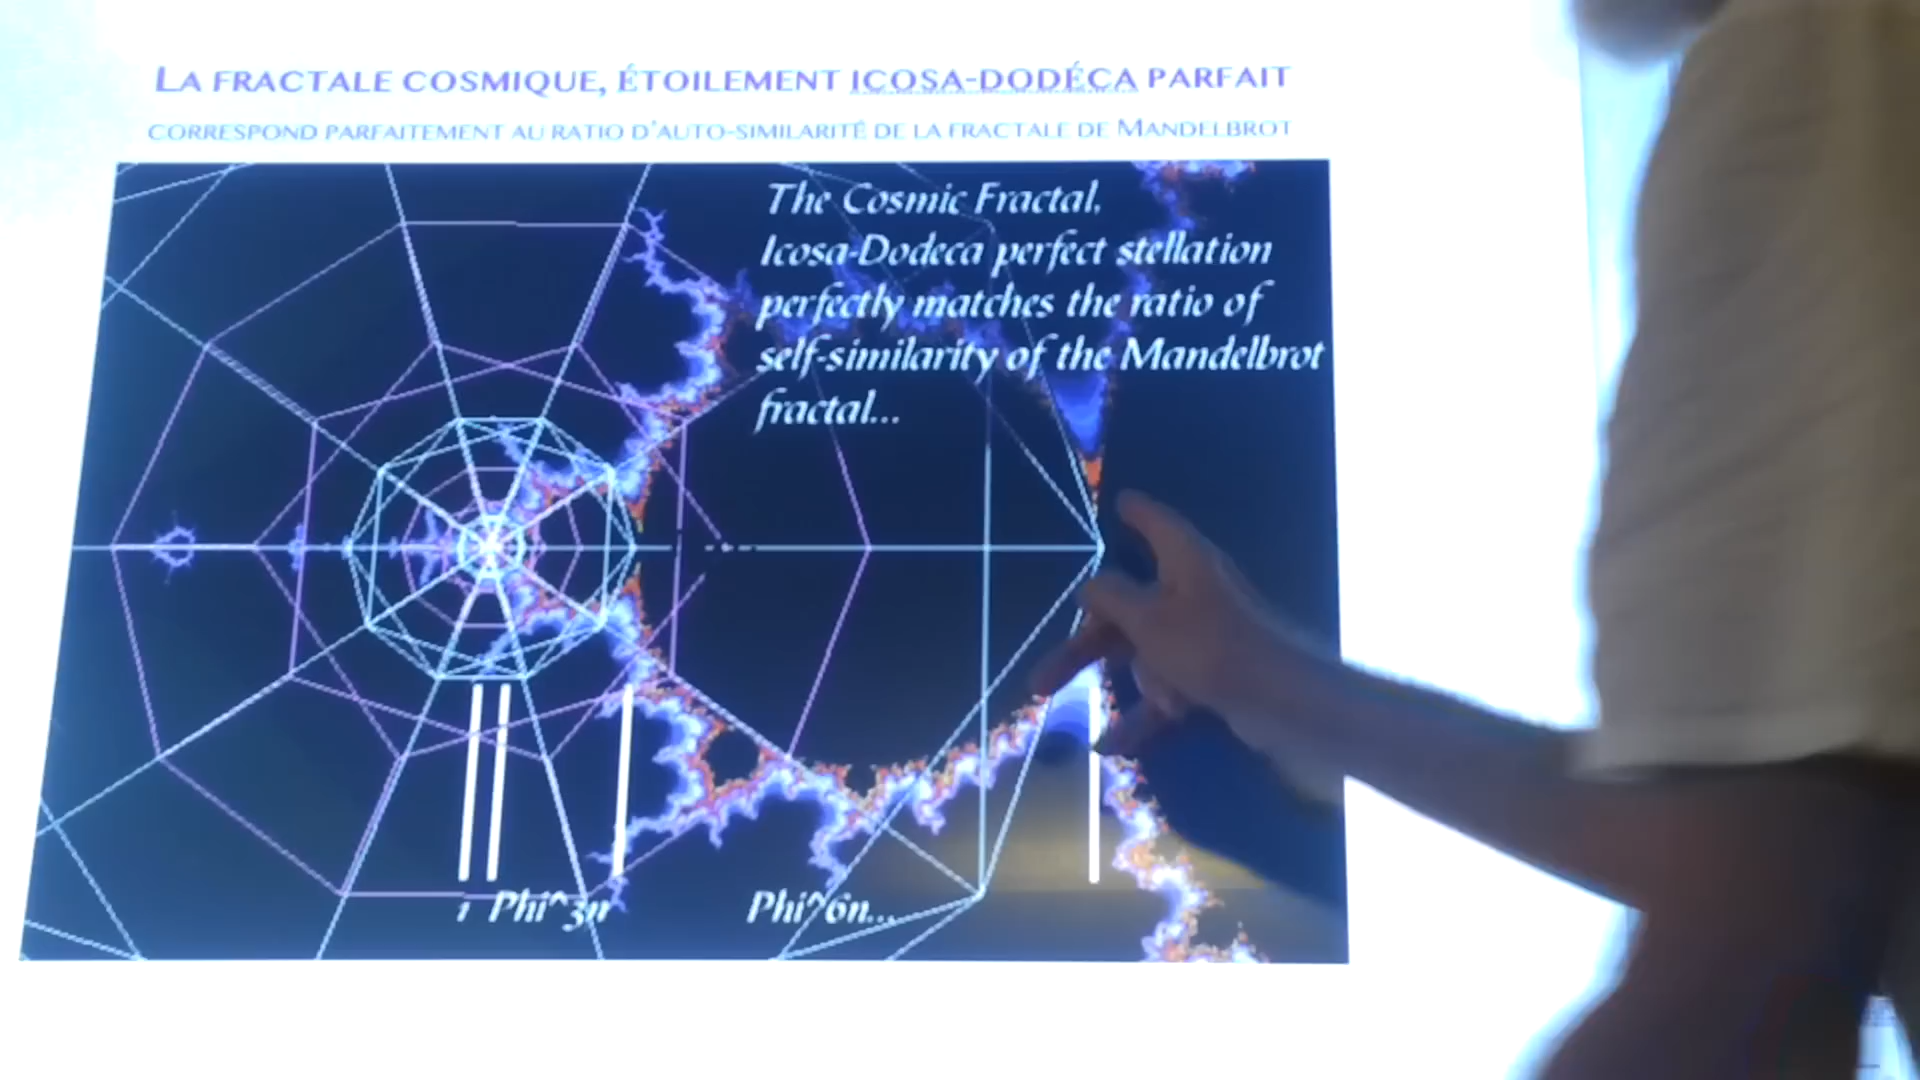 LA FRACTALE COSMIQUE, ÉTOILEMENT ICOSA-DODÉCA PARFAIT
CORRESPOND PARFAITEMENT AU RATIO D'AUTO-SIMILARITÉ DE LA FRACTALE DE MANDELBROT
The Cosmic Fractal,
Icosa-Dodeca perfect stellation
perfectly matches the ratio of
self-similarity of the Mandelbrot
fractal...
1 Phi^3n Phi^6n...